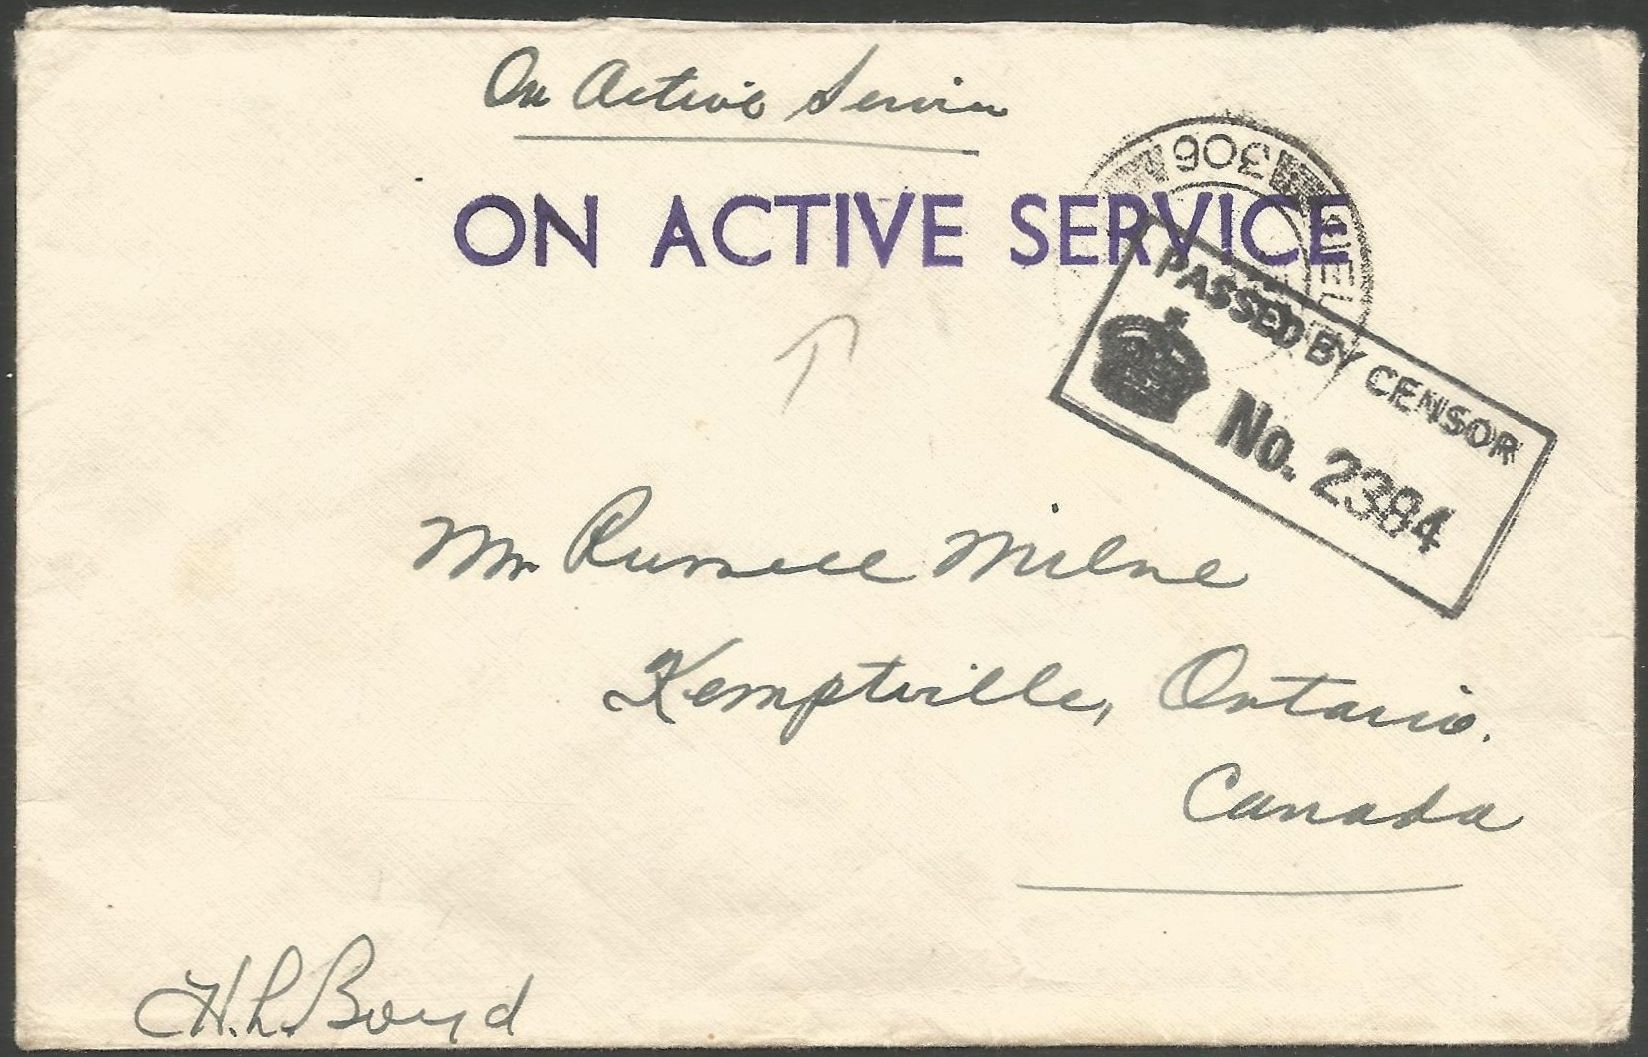 On Active Service
ON ACTIVE SERVICE
306
FIEL
PASSED BY CENSOR
No. 2384
Mr Russell Milne
Kemptville, Ontario.
Canada
H.L. Boyd